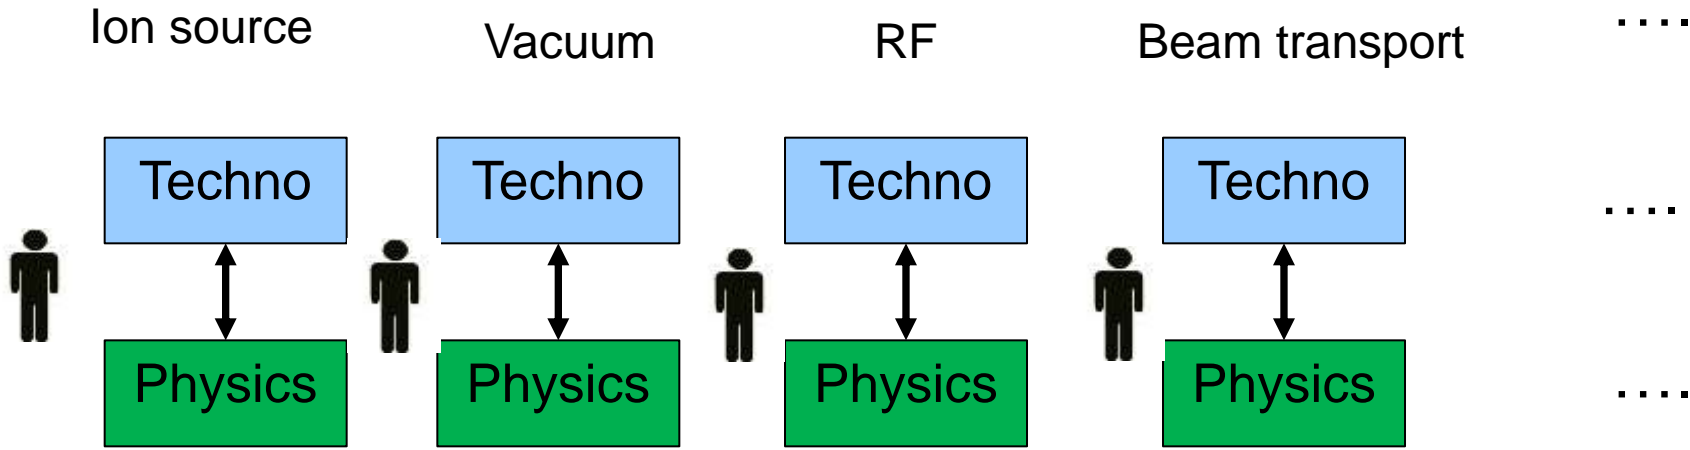 Ion source
Vacuum
RF
Beam transport
....
Techno
Techno
Techno
Techno
....
Physics
Physics
Physics
Physics
....